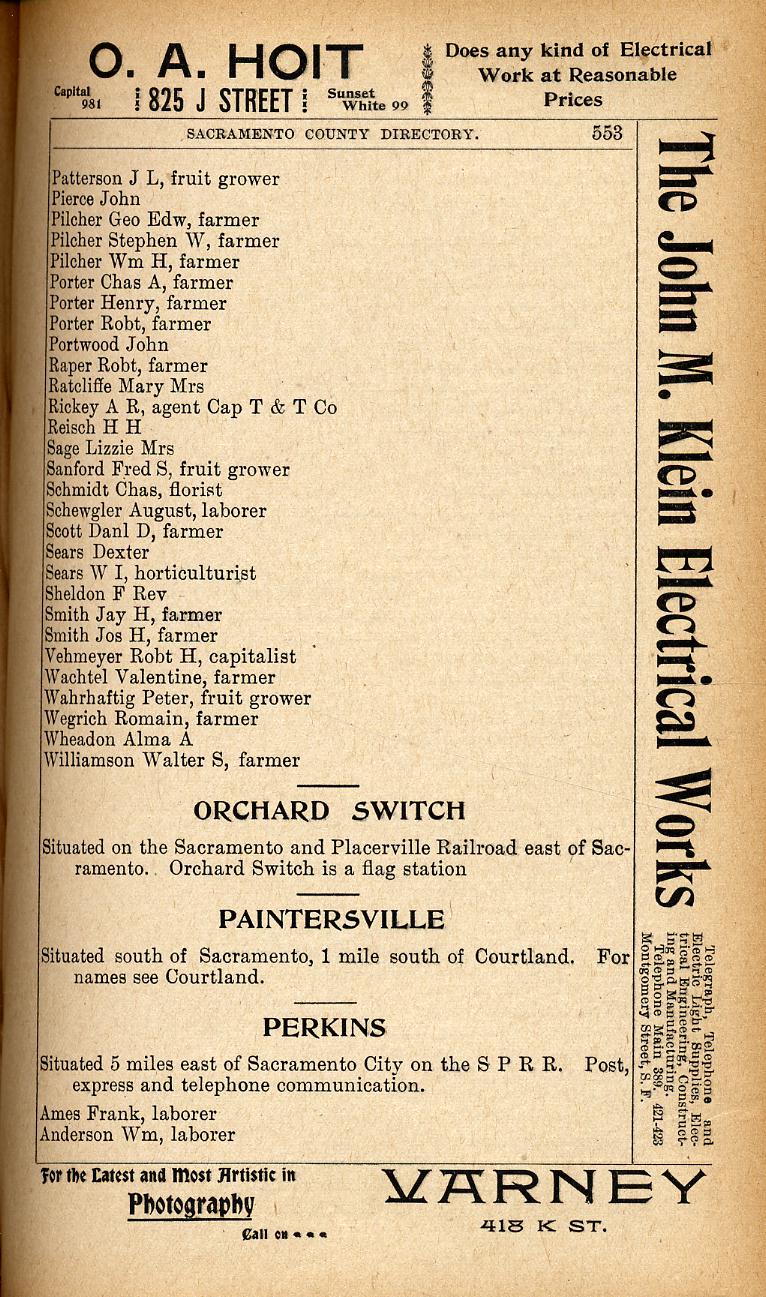 O. A. HOIT
Capital 981
825 J STREET
Sunset White 99
Does any kind of Electrical
Work at Reasonable
Prices
SACRAMENTO COUNTY DIRECTORY. 553
Patterson J L, fruit grower
Pierce John
Pilcher Geo Edw, farmer
Pilcher Stephen W, farmer
Pilcher Wm H, farmer
Porter Chas A, farmer
Porter Henry, farmer
Porter Robt, farmer
Portwood John
Raper Robt, farmer
Ratcliffe Mary Mrs
Rickey A R, agent Cap T & T Co
Reisch H H
Sage Lizzie Mrs
Sanford Fred S, fruit grower
Schmidt Chas, florist
Schewgler August, laborer
Scott Danl D, farmer
Sears Dexter
Sears W I, horticulturist
Sheldon F Rev
Smith Jay H, farmer
Smith Jos H, farmer
Vehmeyer Robt H, capitalist
Wachtel Valentine, farmer
Wahrhaftig Peter, fruit grower
Wegrich Romain, farmer
Wheadon Alma A
Williamson Walter S, farmer
ORCHARD SWITCH
Situated on the Sacramento and Placerville Railroad east of Sac-
ramento. Orchard Switch is a flag station
PAINTERSVILLE
Situated south of Sacramento, 1 mile south of Courtland. For
names see Courtland.
PERKINS
Situated 5 miles east of Sacramento City on the S P R R. Post,
express and telephone communication.
Ames Frank, laborer
Anderson Wm, laborer
The John M. Klein Electrical Works
Telegraph, Telephone and
Electric Light Supplies, Elec-
trical Engineering, Construct-
ing and Manufacturing.
Telephone Main 389. 421-423
Montgomery Street, S. F.
For the Latest and Most Artistic in
Photography
Call on
VARNEY
418 K ST.